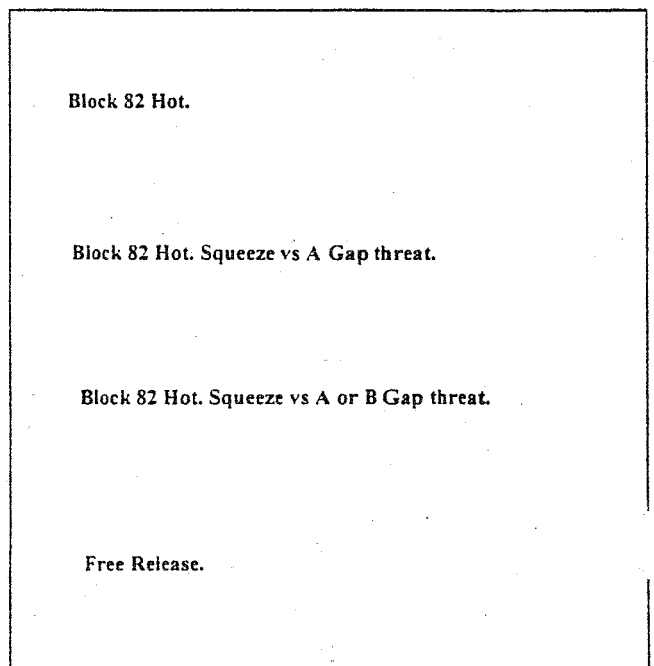 Block 82 Hot.
Block 82 Hot. Squeeze vs A Gap threat.
Block 82 Hot. Squeeze vs A or B Gap threat.
Free Release.